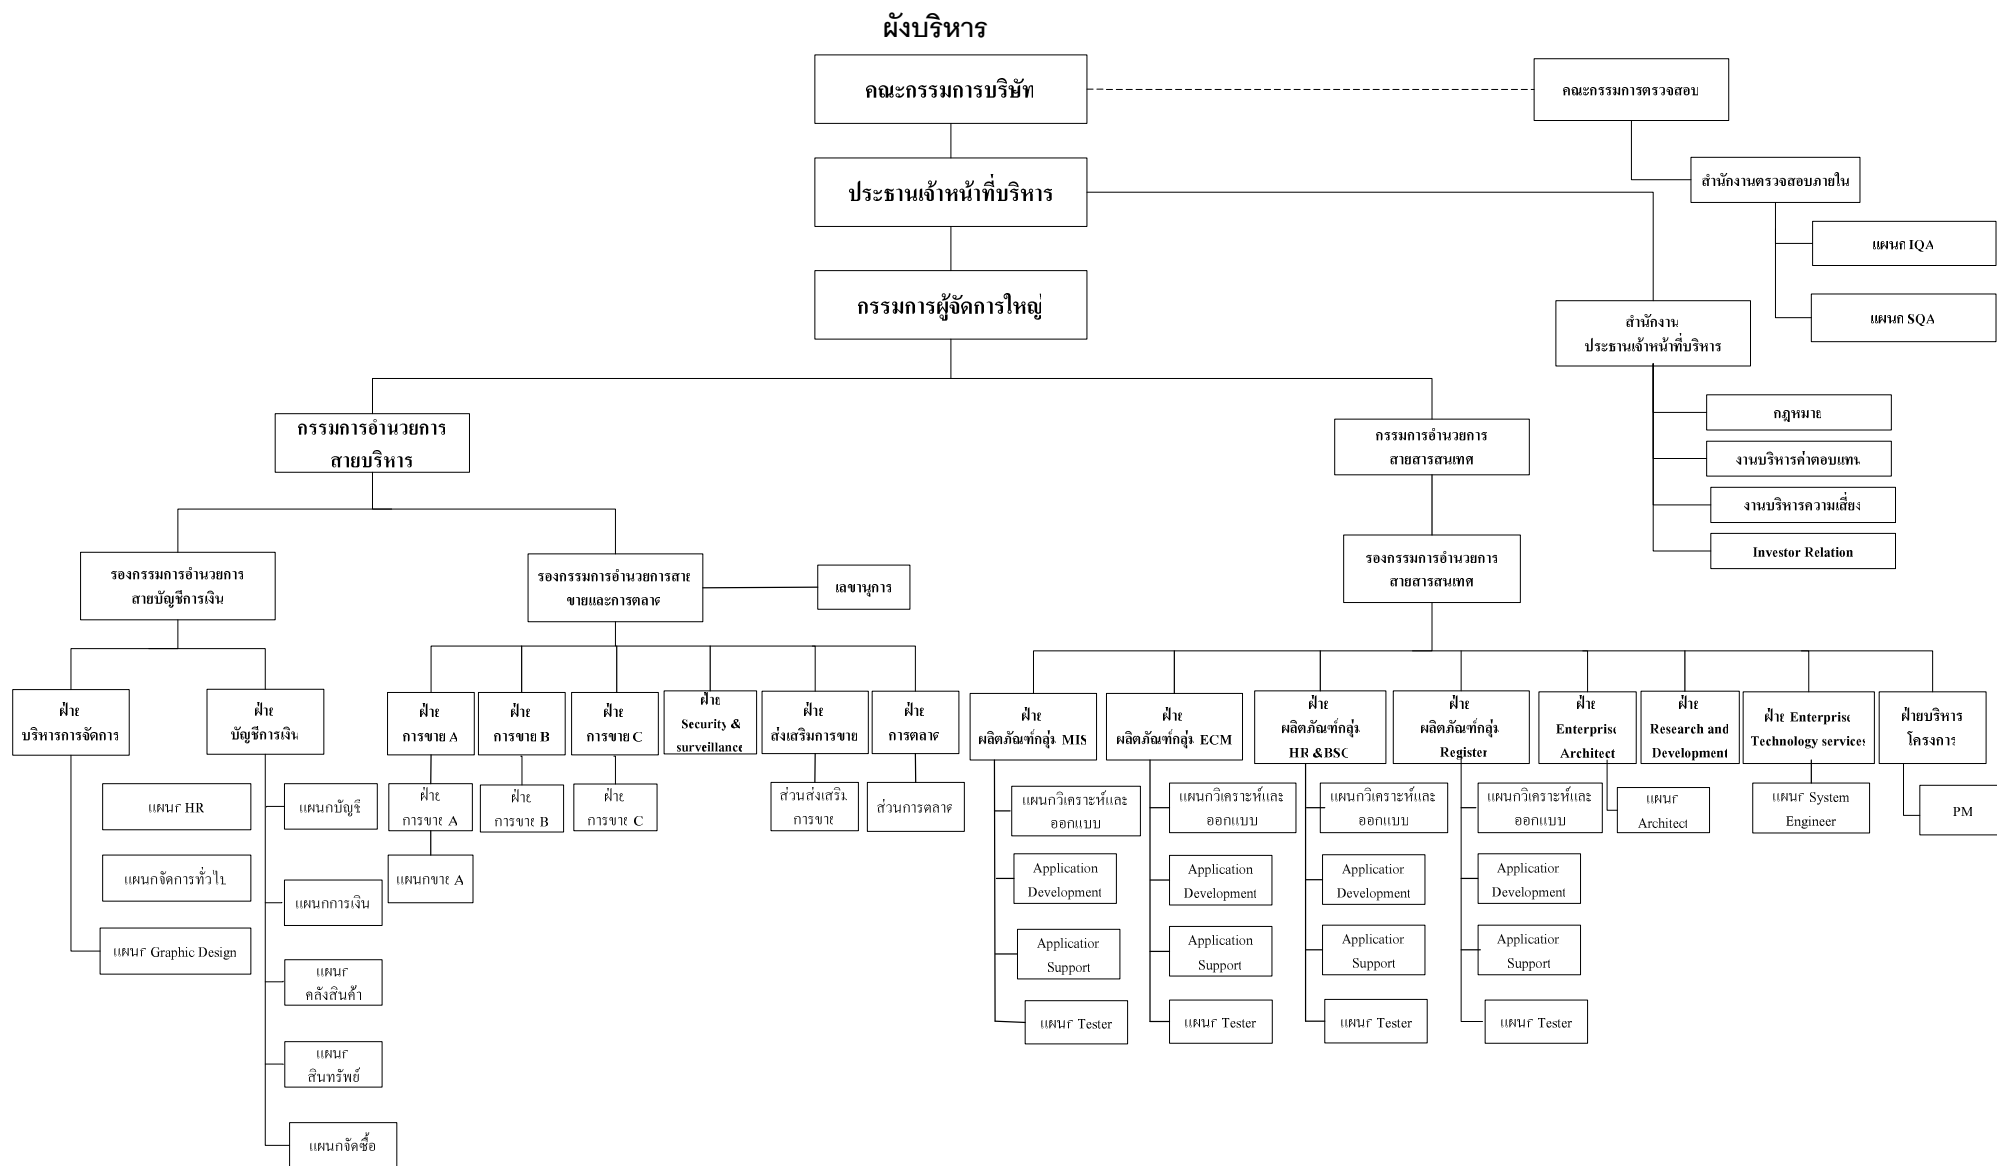 ผังบริหาร
คณะกรรมการบริษัท
คณะกรรมการตรวจสอบ
ประธานเจ้าหน้าที่บริหาร
สำนักงานตรวจสอบภายใน
แผนก IQA
แผนก SQA
กรรมการผู้จัดการใหญ่
สำนักงาน
ประธานเจ้าหน้าที่บริหาร
กฎหมาย
งานบริหารค่าตอบแทน
งานบริหารความเสี่ยง
Investor Relation
กรรมการอำนวยการ
สายบริหาร
กรรมการอำนวยการ
สายสารสนเทศ
รองกรรมการอำนวยการ
สายบัญชีการเงิน
รองกรรมการอำนวยการสาย
ขายและการตลาด
เลขานุการ
รองกรรมการอำนวยการ
สายสารสนเทศ
ฝ่าย
บริหารการจัดการ
ฝ่าย
บัญชีการเงิน
ฝ่าย
การขาย A
ฝ่าย
การขาย B
ฝ่าย
การขาย C
ฝ่าย
Security &
surveillance
ฝ่าย
ส่งเสริมการขาย
ฝ่าย
การตลาด
ฝ่าย
ผลิตภัณฑ์กลุ่ม MIS
ฝ่าย
ผลิตภัณฑ์กลุ่ม ECM
ฝ่าย
ผลิตภัณฑ์กลุ่ม
HR &BSC
ฝ่าย
ผลิตภัณฑ์กลุ่ม
Register
ฝ่าย
Enterprise
Architect
ฝ่าย
Research and
Development
ฝ่าย Enterprise
Technology services
ฝ่ายบริหาร
โครงการ
แผนก HR
แผนกจัดการทั่วไป
แผนก Graphic Design
แผนกบัญชี
แผนกการเงิน
แผนก
คลังสินค้า
แผนก
สินทรัพย์
แผนกจัดซื้อ
ฝ่าย
การขาย A
แผนกขาย A
ฝ่าย
การขาย B
ฝ่าย
การขาย C
ส่วนส่งเสริม
การขาย
ส่วนการตลาด
แผนกวิเคราะห์และ
ออกแบบ
Application
Development
Application
Support
แผนก Tester
แผนกวิเคราะห์และ
ออกแบบ
Application
Development
Application
Support
แผนก Tester
แผนกวิเคราะห์และ
ออกแบบ
Application
Development
Application
Support
แผนก Tester
แผนกวิเคราะห์และ
ออกแบบ
Application
Development
Application
Support
แผนก Tester
แผนก
Architect
แผนก System
Engineer
PM